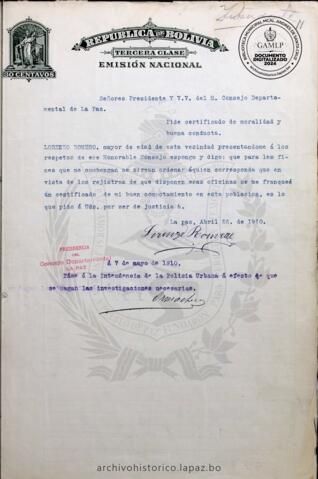 REPUBLICA DE BOLIVIA
TERCERA CLASE
EMISIÓN NACIONAL
10 CENTAVOS
GAMLP
DOCUMENTO
DIGITALIZADO
2024
Señores Presidente Y V.V. del H. Consejo Departa-
mental de La Paz.
Pide certificado de moralidad y
buena conducta.
LORENZO ROMERO, mayor de edad de esta vecindad presentandome á los
respetos de ese Honorable Consejo espongo y digo: que para los fi-
nes que me convengan se sirvan ordenar áquien corresponda que en
vista de los registros de que disponen esas oficinas se me franqueé
un certificado de mi buen comportamiento en esta poblacion, es lo
que pido á Uds. por ser de justicia &.
La paz, Abril 26. de 1910.
Lorenzo Romero
PRESIDENCIA
DEL
Consejo Departamental
LA PAZ
á 7 de mayo de 1910.
Pase á la Intendencia de la Policia Urbana á efecto de que
se hagan las investigaciones necesarias.
archivohistorico.lapaz.bo